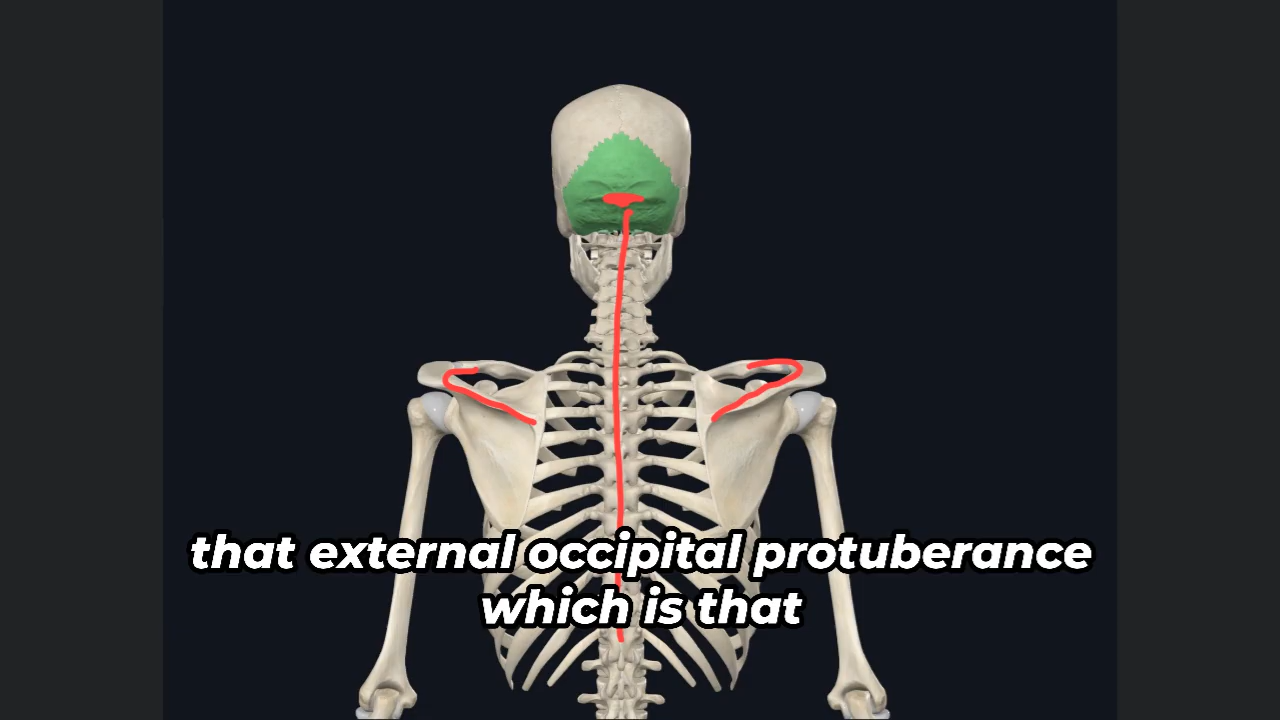 that external occipital protuberance
which is that